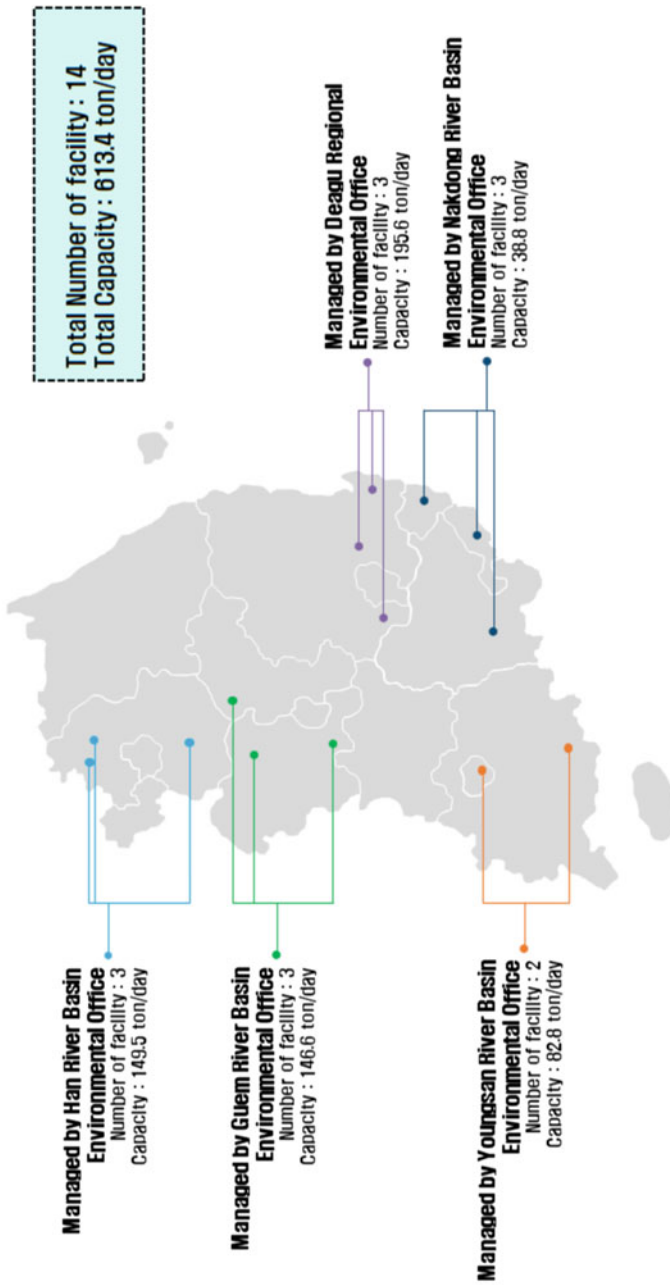 Total Number of facility : 14
Total Capacity : 613.4 ton/day
Managed by Han River Basin
Environmental Office
Number of facility : 3
Capacity : 149.5 ton/day
Managed by Guem River Basin
Environmental Office
Number of facility : 3
Capacity : 146.6 ton/day
Managed by Youngsan River Basin
Environmental Office
Number of facility : 2
Capacity : 82.8 ton/day
Managed by Deagu Regional
Environmental Office
Number of facility : 3
Capacity : 195.6 ton/day
Managed by Nakdong River Basin
Environmental Office
Number of facility : 3
Capacity : 38.8 ton/day